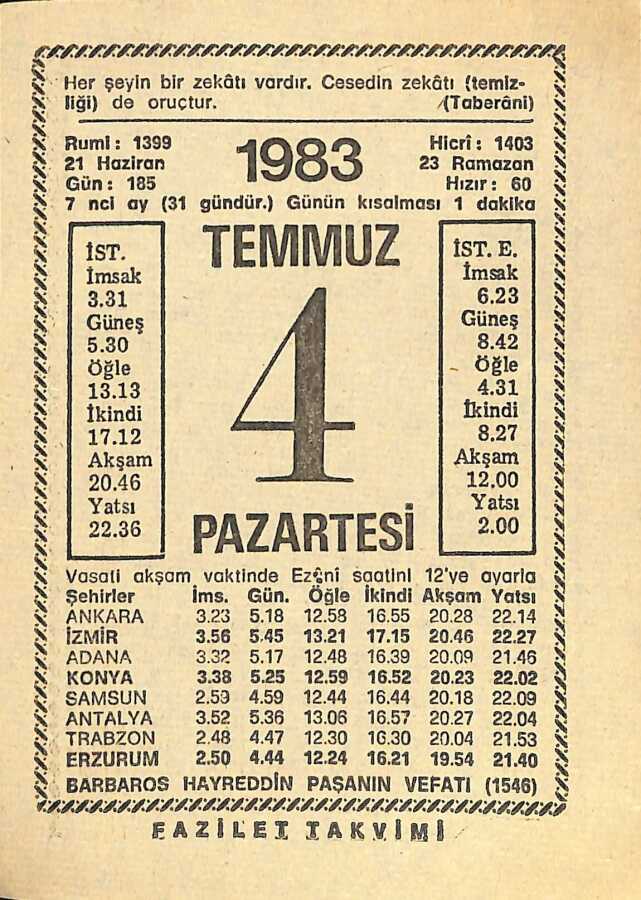 Her şeyin bir zekâtı vardır. Cesedin zekâtı (temiz-
liği) de oruçtur. (Taberâni)
Rumi : 1399 1983 Hicrî : 1403
21 Haziran 23 Ramazan
Gün : 185 Hızır : 60
7 nci ay (31 gündür.) Günün kısalması 1 dakika
TEMMUZ
4
PAZARTESİ
İST.
İmsak
3.31
Güneş
5.30
Öğle
13.13
İkindi
17.12
Akşam
20.46
Yatsı
22.36
İST. E.
İmsak
6.23
Güneş
8.42
Öğle
4.31
İkindi
8.27
Akşam
12.00
Yatsı
2.00
Vasati akşam vaktinde Ezânî saatini 12'ye ayarla
Şehirler İms. Gün. Öğle İkindi Akşam Yatsı
ANKARA 3.23 5.18 12.58 16.55 20.28 22.14
İZMİR 3.56 5.45 13.21 17.15 20.46 22.27
ADANA 3.32 5.17 12.48 16.39 20.09 21.46
KONYA 3.38 5.25 12.59 16.52 20.23 22.02
SAMSUN 2.59 4.59 12.44 16.44 20.18 22.09
ANTALYA 3.52 5.36 13.06 16.57 20.27 22.04
TRABZON 2.48 4.47 12.30 16.30 20.04 21.53
ERZURUM 2.50 4.44 12.24 16.21 19.54 21.40
BARBAROS HAYREDDİN PAŞANIN VEFATI (1546)
FAZİLET TAKVİMİ